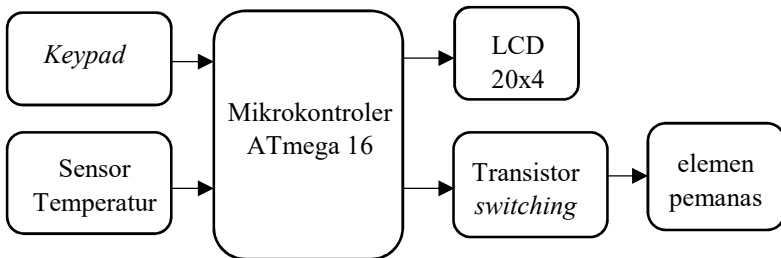 Keypad
Sensor
Temperatur
Mikrokontroler
ATmega 16
LCD
20x4
Transistor
switching
elemen
pemanas